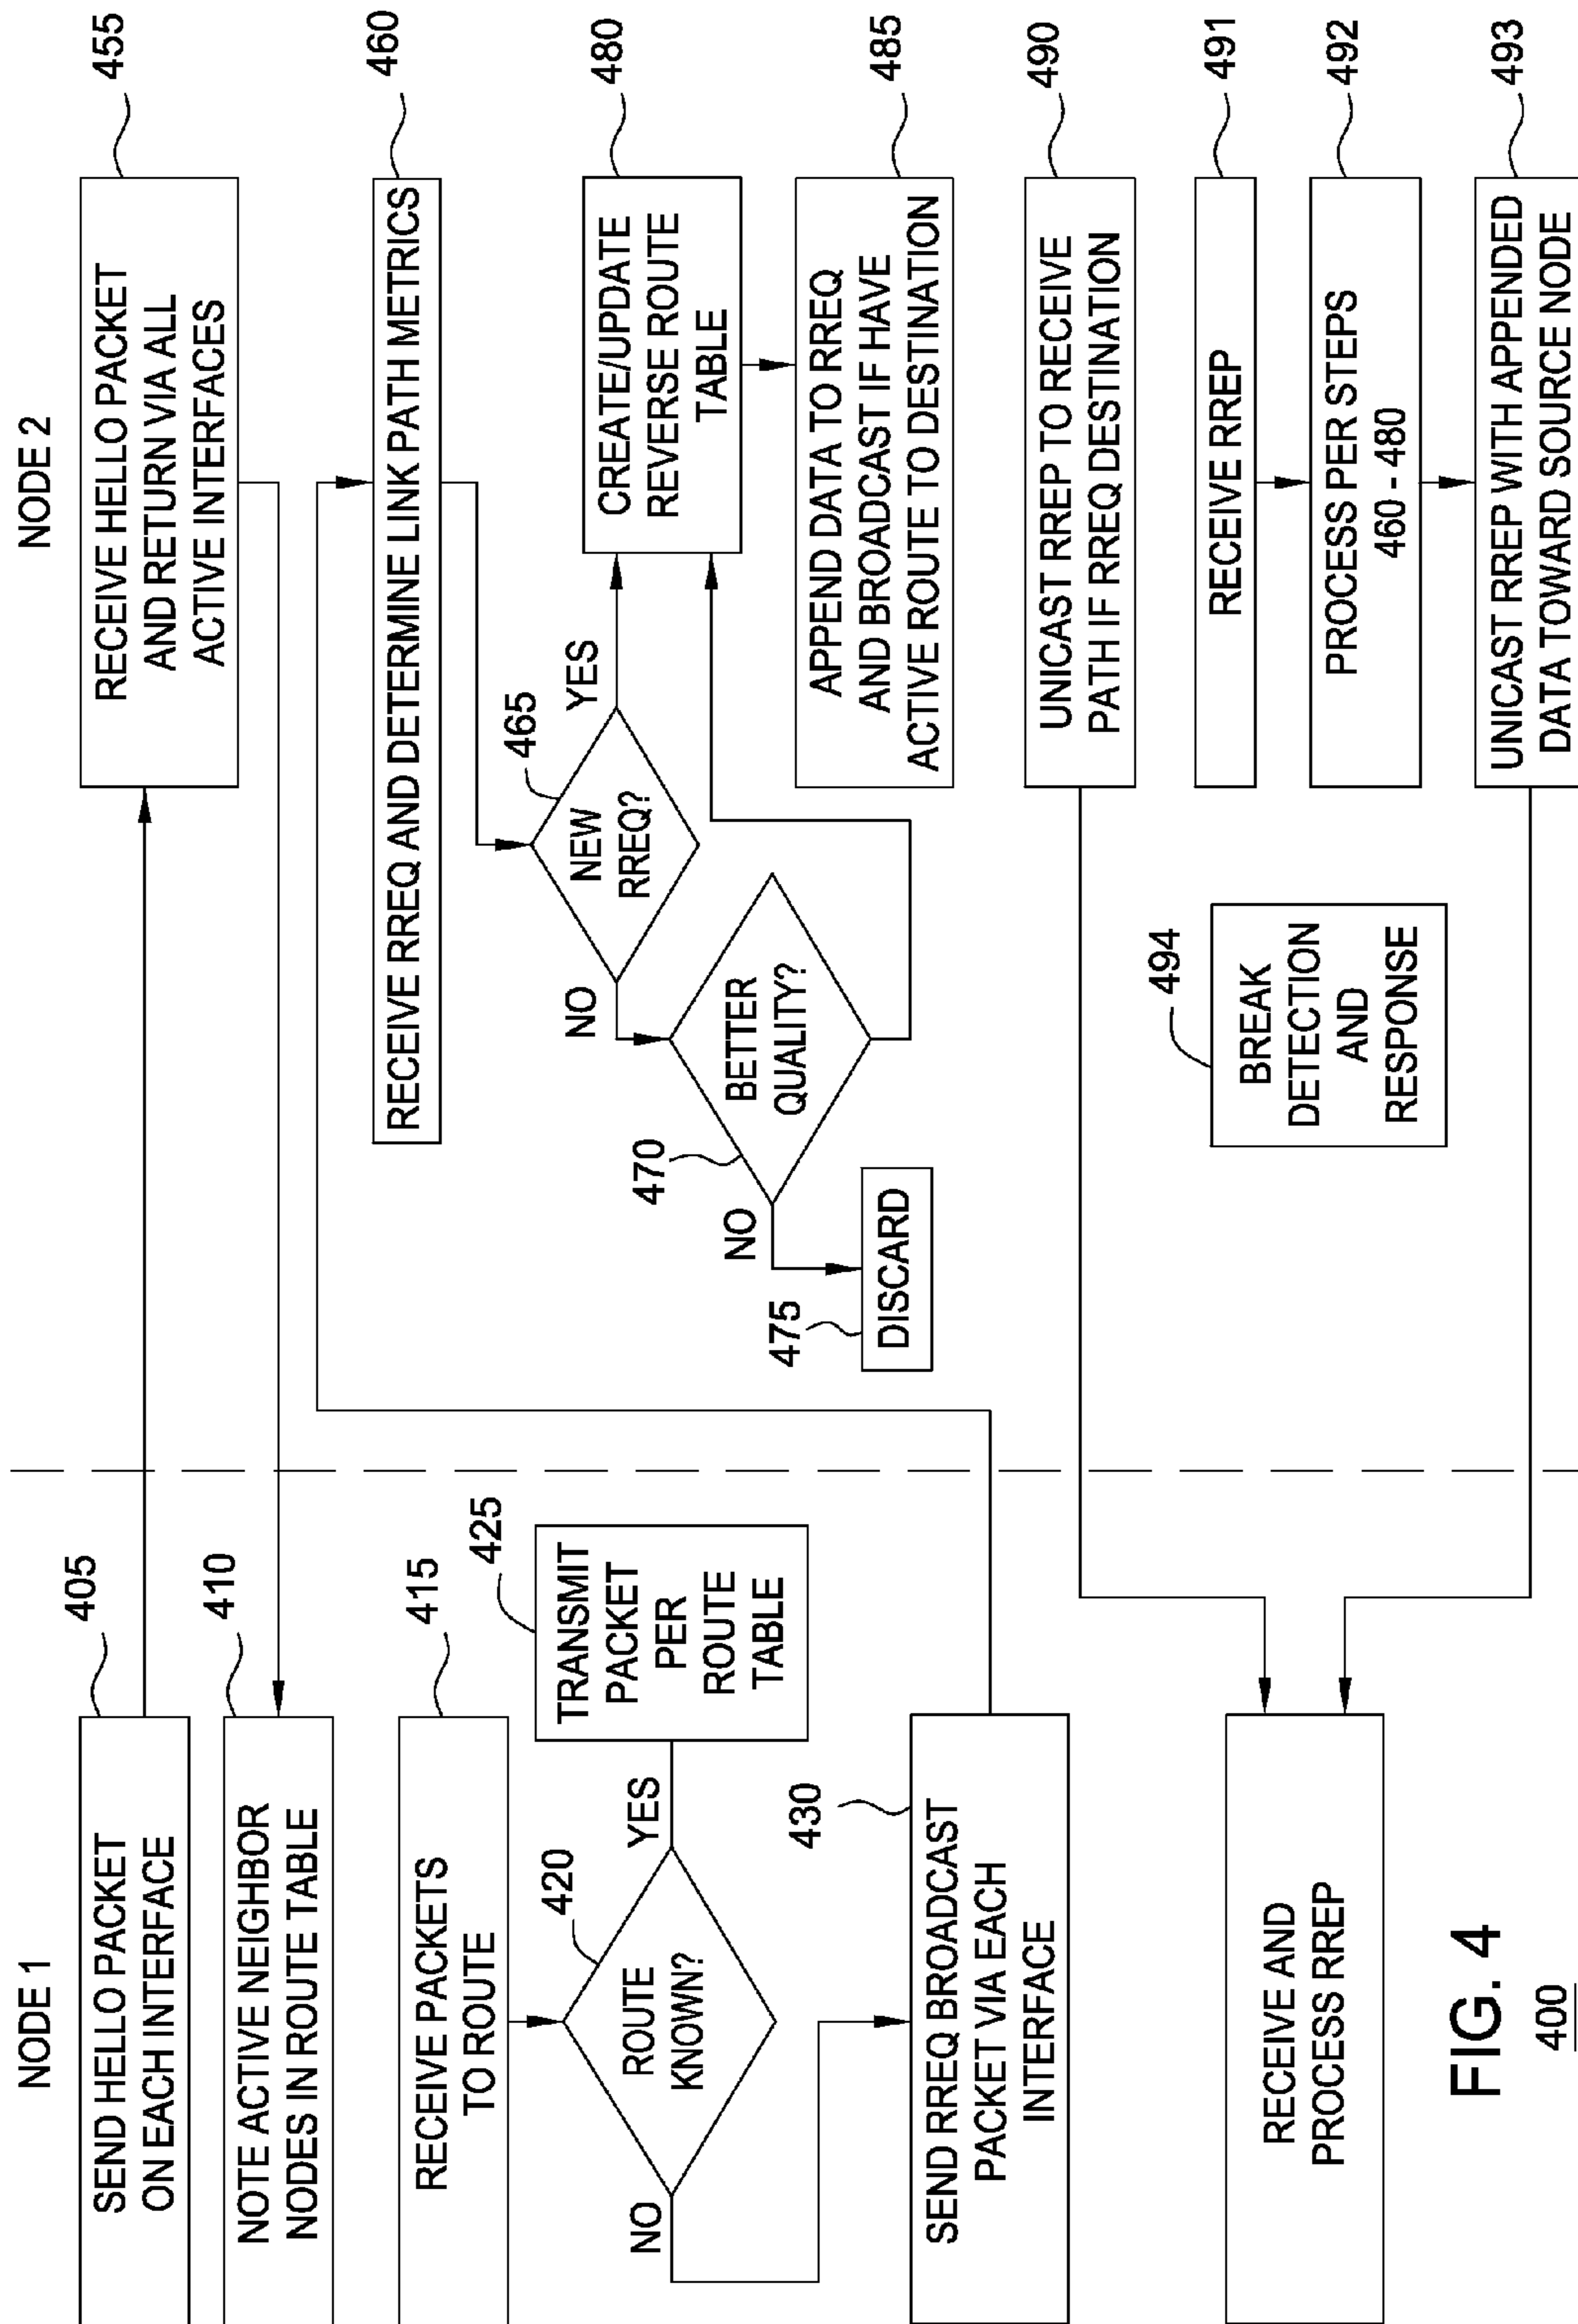 NODE 1
405
SEND HELLO PACKET
ON EACH INTERFACE
410
NOTE ACTIVE NEIGHBOR
NODES IN ROUTE TABLE
415
RECEIVE PACKETS
TO ROUTE
420
ROUTE
KNOWN?
YES
NO
425
TRANSMIT
PACKET
PER
ROUTE
TABLE
430
SEND RREQ BROADCAST
PACKET VIA EACH
INTERFACE
RECEIVE AND
PROCESS RREP
NODE 2
455
RECEIVE HELLO PACKET
AND RETURN VIA ALL
ACTIVE INTERFACES
460
RECEIVE RREQ AND DETERMINE LINK PATH METRICS
465
NEW
RREQ?
YES
NO
470
BETTER
QUALITY?
NO
475
DISCARD
480
CREATE/UPDATE
REVERSE ROUTE
TABLE
485
APPEND DATA TO RREQ
AND BROADCAST IF HAVE
ACTIVE ROUTE TO DESTINATION
490
UNICAST RREP TO RECEIVE
PATH IF RREQ DESTINATION
491
RECEIVE RREP
492
PROCESS PER STEPS
460 - 480
493
UNICAST RREP WITH APPENDED
DATA TOWARD SOURCE NODE
494
BREAK
DETECTION
AND
RESPONSE
FIG. 4
400